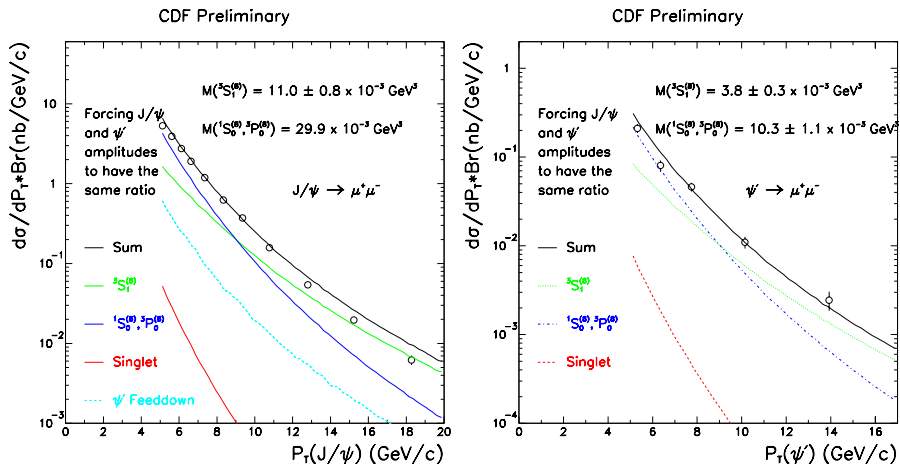 CDF Preliminary
dσ/dP_T*Br(nb/GeV/c)
10
1
10^-1
10^-2
10^-3
M(³S₁⁽⁸⁾) = 11.0 ± 0.8 x 10⁻³ GeV³
M(¹S₀⁽⁸⁾,³P₀⁽⁸⁾) = 29.9 x 10⁻³ GeV³
Forcing J/ψ
and ψ′
amplitudes
to have the
same ratio
J/ψ → μ⁺μ⁻
Sum
³S₁⁽⁸⁾
¹S₀⁽⁸⁾,³P₀⁽⁸⁾
Singlet
ψ′ Feeddown
0 2 4 6 8 10 12 14 16 18 20
P_T(J/ψ) (GeV/c)
CDF Preliminary
dσ/dP_T*Br(nb/GeV/c)
1
10^-1
10^-2
10^-3
10^-4
M(³S₁⁽⁸⁾) = 3.8 ± 0.3 x 10⁻³ GeV³
M(¹S₀⁽⁸⁾,³P₀⁽⁸⁾) = 10.3 ± 1.1 x 10⁻³ GeV³
Forcing J/ψ
and ψ′
amplitudes
to have the
same ratio
ψ′ → μ⁺μ⁻
Sum
³S₁⁽⁸⁾
¹S₀⁽⁸⁾,³P₀⁽⁸⁾
Singlet
0 2 4 6 8 10 12 14 16
P_T(ψ′) (GeV/c)